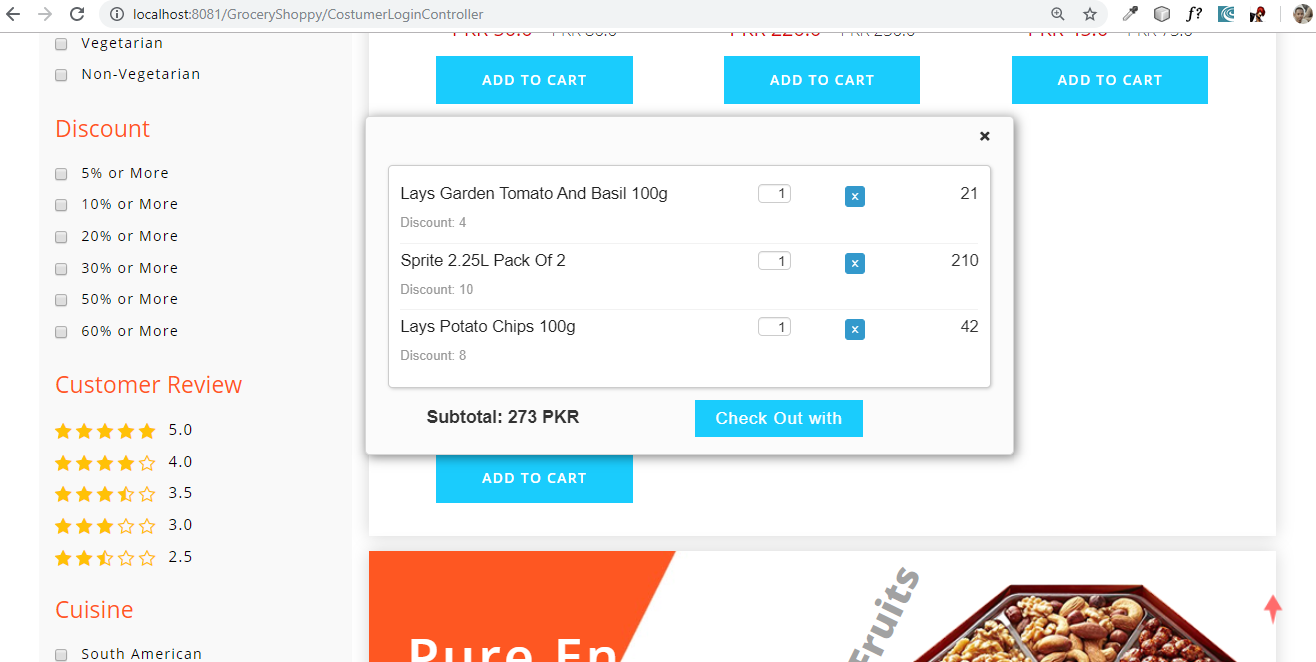 localhost:8081/GroceryShoppy/CostumerLoginController
f?
Vegetarian
Non-Vegetarian
Discount
5% or More
10% or More
20% or More
30% or More
50% or More
60% or More
Customer Review
5.0
4.0
3.5
3.0
2.5
Cuisine
South American
ADD TO CART ADD TO CART ADD TO CART
×
Lays Garden Tomato And Basil 100g 1 x 21
Discount: 4
Sprite 2.25L Pack Of 2 1 x 210
Discount: 10
Lays Potato Chips 100g 1 x 42
Discount: 8
Subtotal: 273 PKR Check Out with
ADD TO CART
Pure En
Fruits